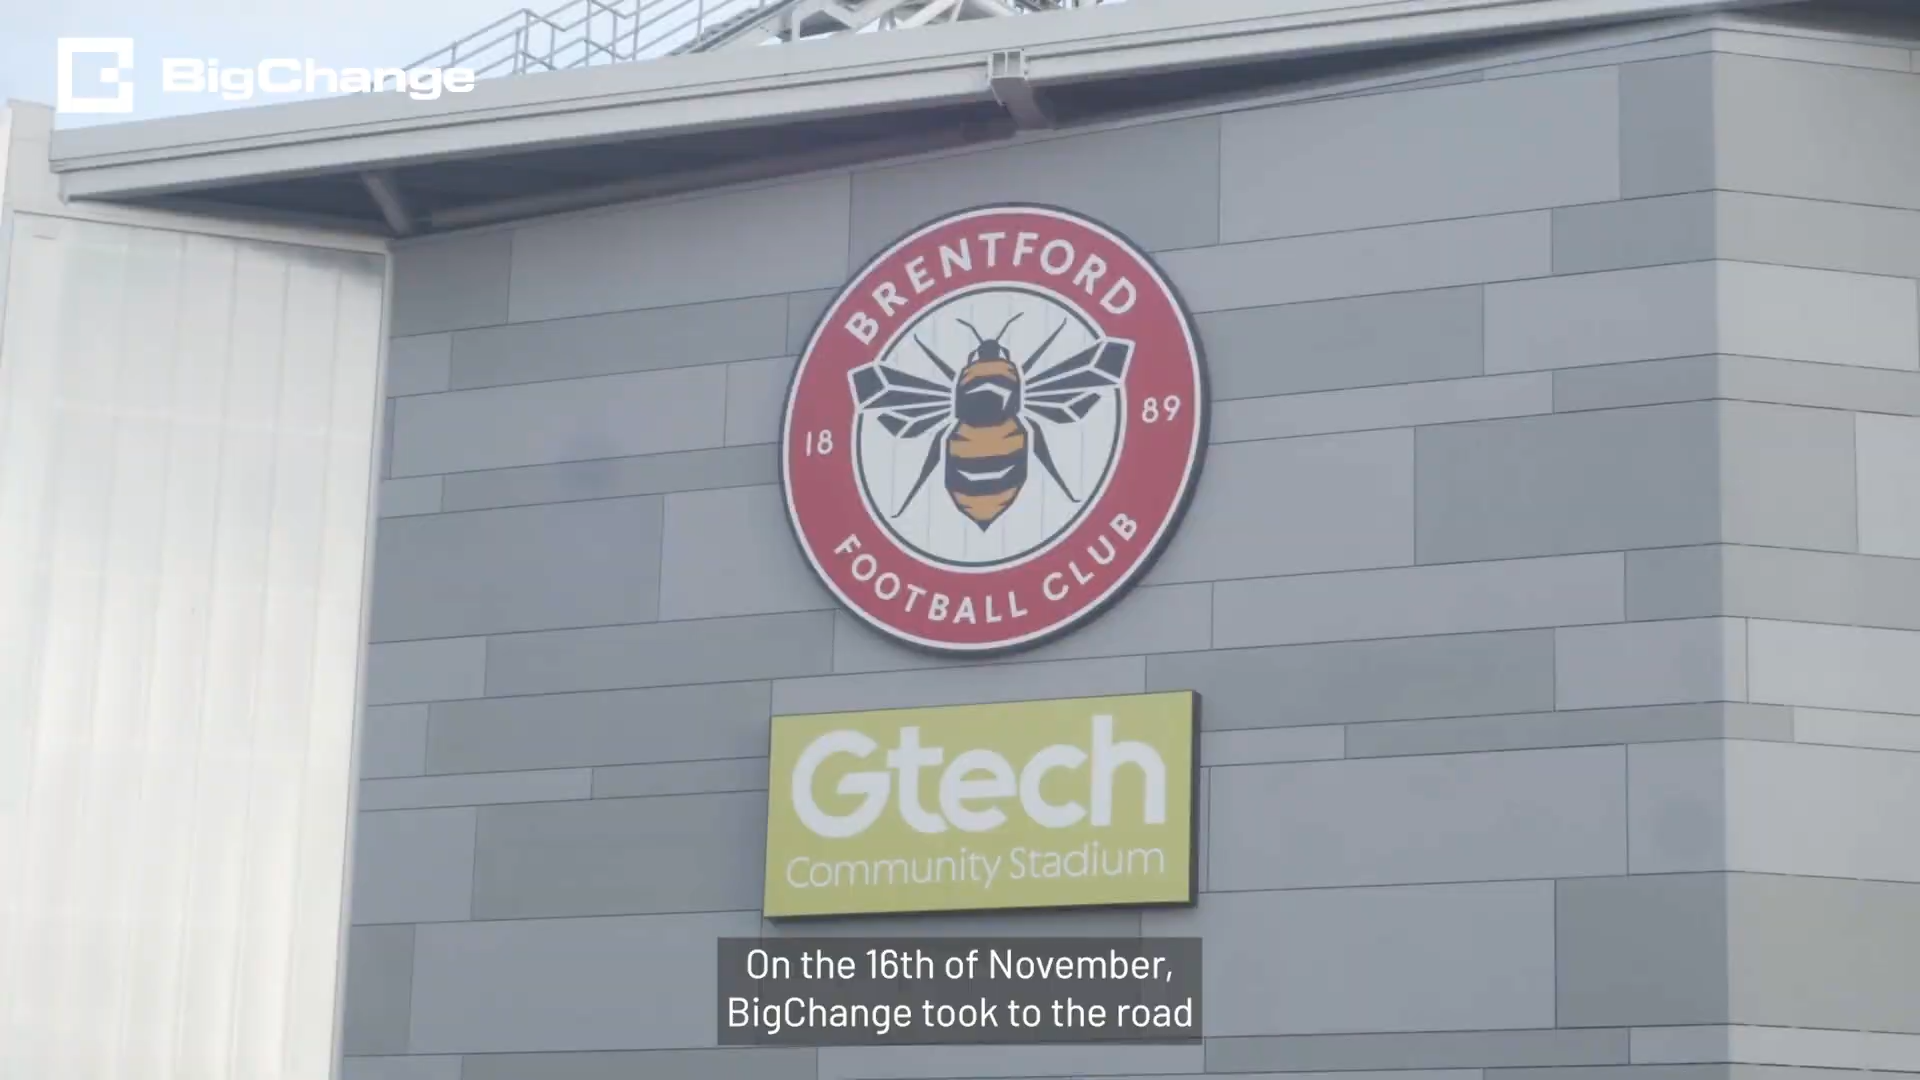 BigChange
BRENTFORD
18 89
FOOTBALL CLUB
Gtech
Community Stadium
On the 16th of November,
BigChange took to the road